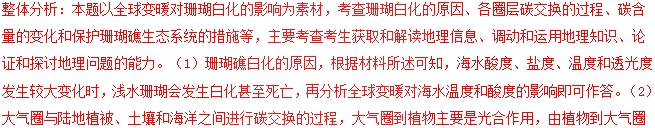 整体分析：本题以全球变暖对珊瑚白化的影响为素材，考查珊瑚白化的原因、各圈层碳交换的过程、碳含
量的变化和保护珊瑚礁生态系统的措施等，主要考查考生获取和解读地理信息、调动和运用地理知识、论
证和探讨地理问题的能力。（1）珊瑚礁白化的原因，根据材料所述可知，海水酸度、盐度、温度和透光度
发生较大变化时，浅水珊瑚会发生白化甚至死亡，再分析全球变暖对海水温度和酸度的影响即可作答。（2）
大气圈与陆地植被、土壤和海洋之间进行碳交换的过程，大气圈到植物主要是光合作用，由植物到大气圈